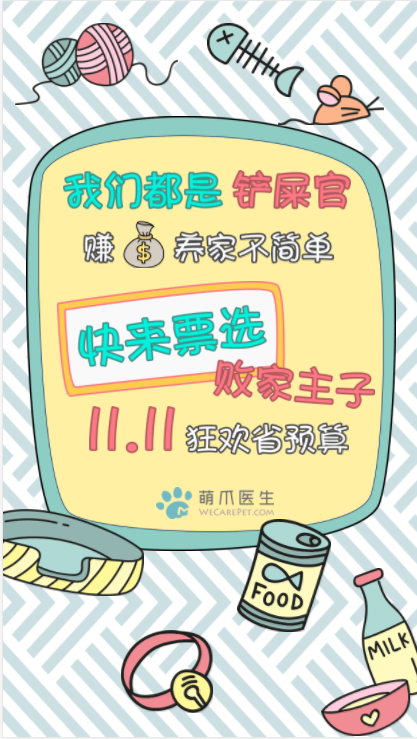 我们都是 铲屎官
赚 $ 养家不简单
快来票选
败家主子
11.11 狂欢省预算
萌爪医生
WECAREPET.COM
FOOD
MILK